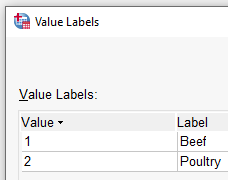 Value Labels
Value Labels:
Value Label
1 Beef
2 Poultry